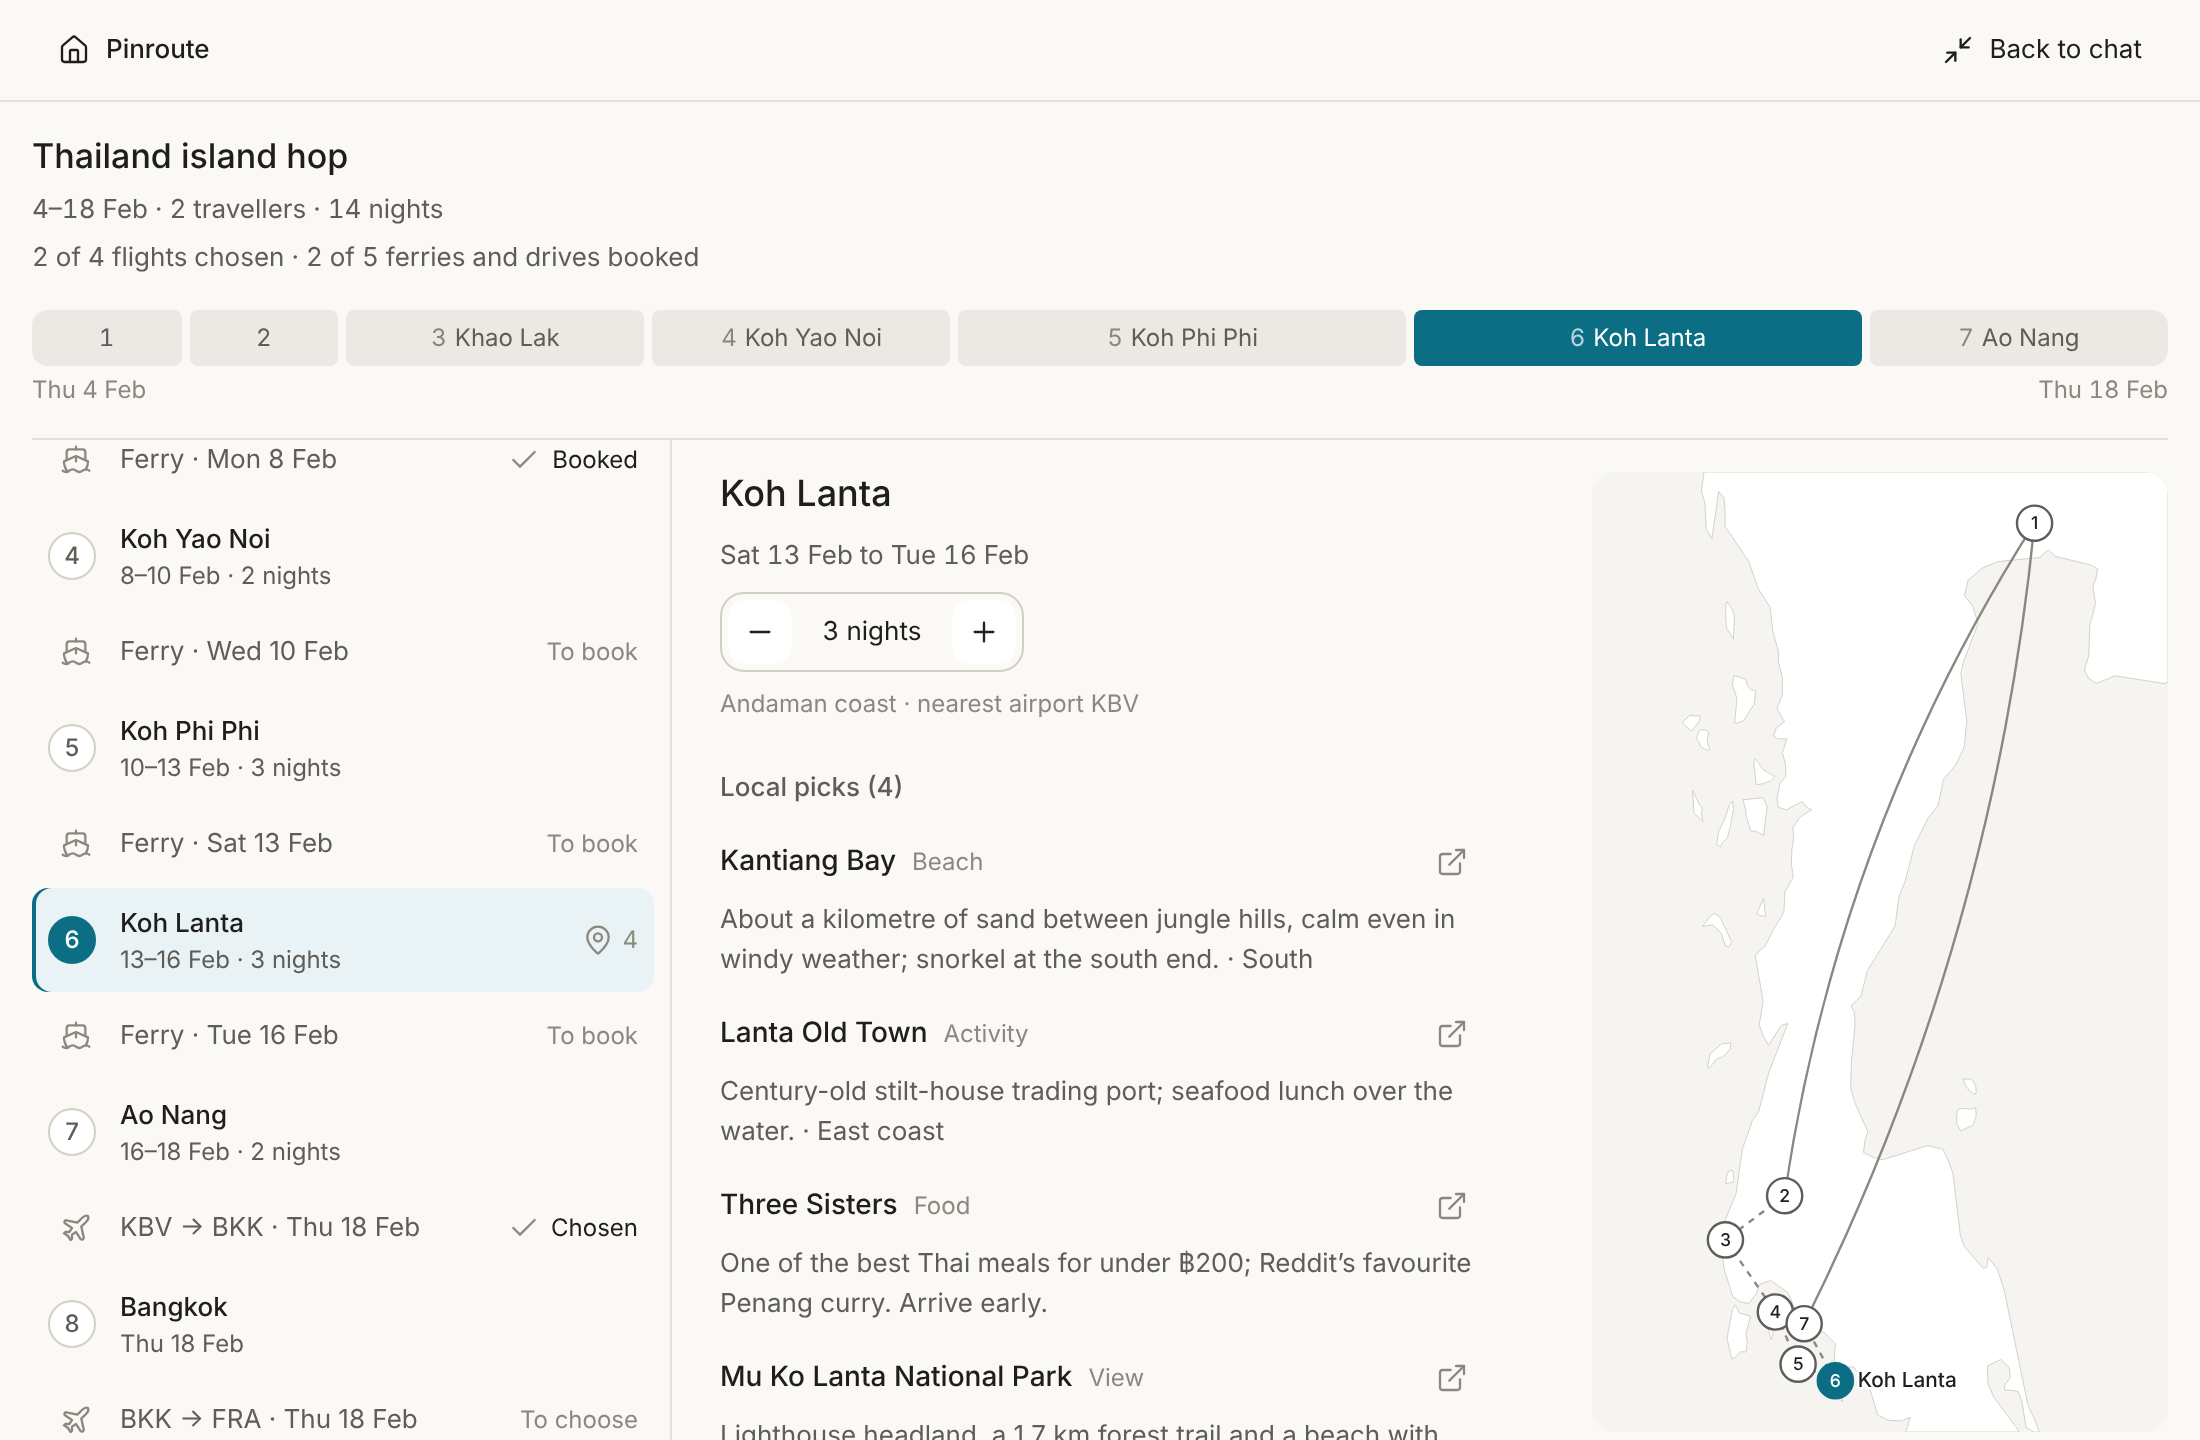 Pinroute
Back to chat
Thailand island hop
4–18 Feb · 2 travellers · 14 nights
2 of 4 flights chosen · 2 of 5 ferries and drives booked
1
2
3 Khao Lak
4 Koh Yao Noi
5 Koh Phi Phi
6 Koh Lanta
7 Ao Nang
Thu 4 Feb
Thu 18 Feb
Ferry · Mon 8 Feb
Booked
4
Koh Yao Noi
8–10 Feb · 2 nights
Ferry · Wed 10 Feb
To book
5
Koh Phi Phi
10–13 Feb · 3 nights
Ferry · Sat 13 Feb
To book
6
Koh Lanta
13–16 Feb · 3 nights
4
Ferry · Tue 16 Feb
To book
7
Ao Nang
16–18 Feb · 2 nights
KBV → BKK · Thu 18 Feb
Chosen
8
Bangkok
Thu 18 Feb
BKK → FRA · Thu 18 Feb
To choose
Koh Lanta
Sat 13 Feb to Tue 16 Feb
− 3 nights +
Andaman coast · nearest airport KBV
Local picks (4)
Kantiang Bay Beach
About a kilometre of sand between jungle hills, calm even in
windy weather; snorkel at the south end. · South
Lanta Old Town Activity
Century-old stilt-house trading port; seafood lunch over the
water. · East coast
Three Sisters Food
One of the best Thai meals for under ฿200; Reddit’s favourite
Penang curry. Arrive early.
Mu Ko Lanta National Park View
Lighthouse headland, a 1.7 km forest trail and a beach with
1
2
3
4
7
5
6 Koh Lanta